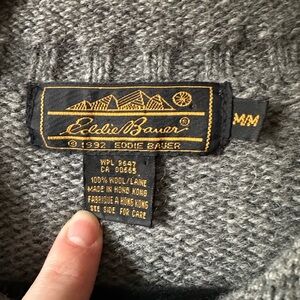 Eddie Bauer®
© 1992 EDDIE BAUER
M/M
WPL 9647
CA 00665
100% WOOL/LAINE
MADE IN HONG KONG
FABRIQUE A HONG KONG
SEE SIDE FOR CARE